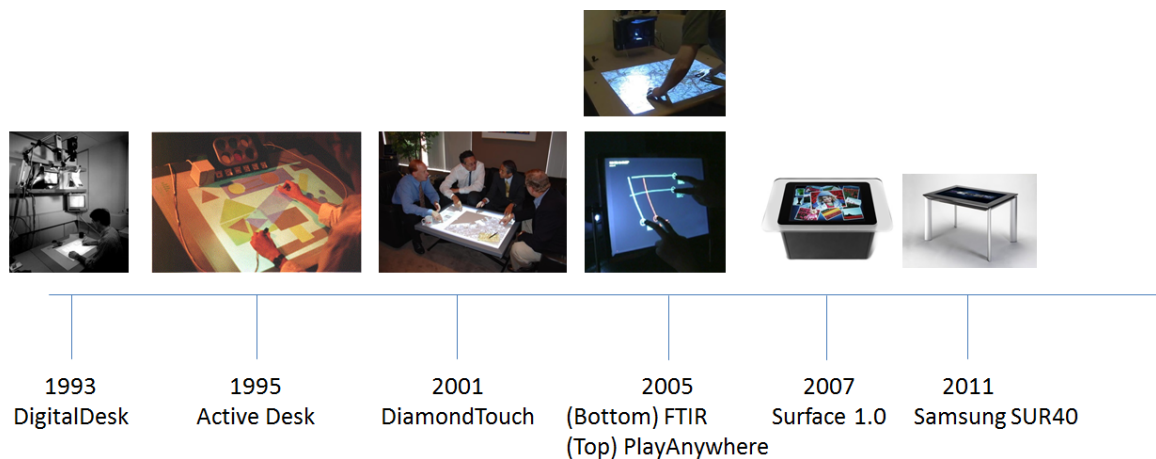 1993
DigitalDesk
1995
Active Desk
2001
DiamondTouch
2005
(Bottom) FTIR
(Top) PlayAnywhere
2007
Surface 1.0
2011
Samsung SUR40